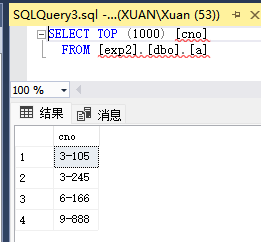 SQLQuery3.sql -...(XUAN\Xuan (53))
SELECT TOP (1000) [cno]
FROM [exp2].[dbo].[a]
100 %
结果 消息
cno
1 3-105
2 3-245
3 6-166
4 9-888